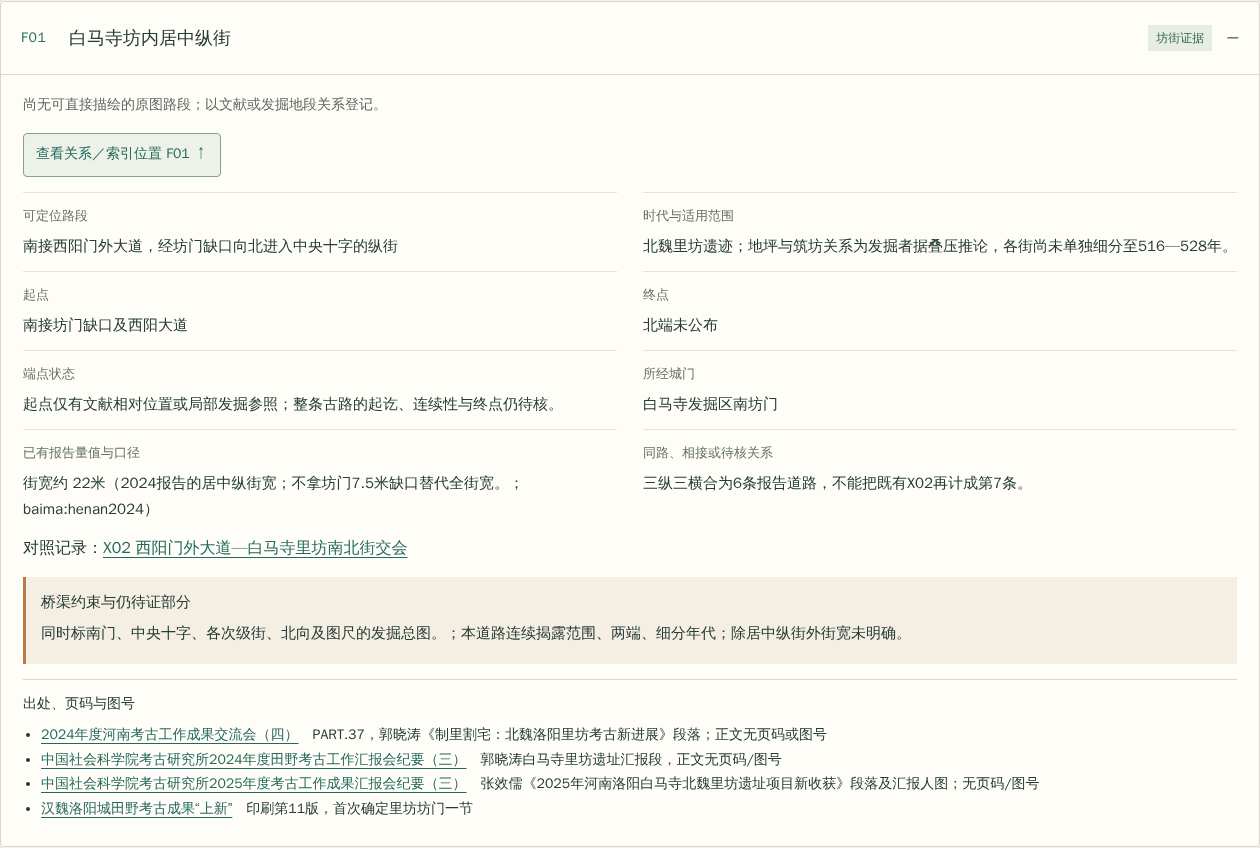 F01 白马寺坊内居中纵街 坊街证据 −
尚无可直接描绘的原图路段；以文献或发掘地段关系登记。
查看关系／索引位置 F01 ↑
可定位路段
南接西阳门外大道，经坊门缺口向北进入中央十字的纵街
时代与适用范围
北魏里坊遗迹；地坪与筑坊关系为发掘者据叠压推论，各街尚未单独细分至516—528年。
起点
南接坊门缺口及西阳大道
终点
北端未公布
端点状态
起点仅有文献相对位置或局部发掘参照；整条古路的起讫、连续性与终点仍待核。
所经城门
白马寺发掘区南坊门
已有报告量值与口径
街宽约 22米（2024报告的居中纵街宽；不拿坊门7.5米缺口替代全街宽。；
baima:henan2024）
同路、相接或待核关系
三纵三横合为6条报告道路，不能把既有X02再计成第7条。
对照记录：X02 西阳门外大道—白马寺里坊南北街交会
桥渠约束与仍待证部分
同时标南门、中央十字、各次级街、北向及图尺的发掘总图。；本道路连续揭露范围、两端、细分年代；除居中纵街外街宽未明确。
出处、页码与图号
• 2024年度河南考古工作成果交流会（四） PART.37，郭晓涛《制里割宅：北魏洛阳里坊考古新进展》段落；正文无页码或图号
• 中国社会科学院考古研究所2024年度田野考古工作汇报会纪要（三） 郭晓涛白马寺里坊遗址汇报段，正文无页码/图号
• 中国社会科学院考古研究所2025年度考古工作成果汇报会纪要（三） 张效儒《2025年河南洛阳白马寺北魏里坊遗址项目新收获》段落及汇报人图；无页码/图号
• 汉魏洛阳城田野考古成果“上新” 印刷第11版，首次确定里坊坊门一节